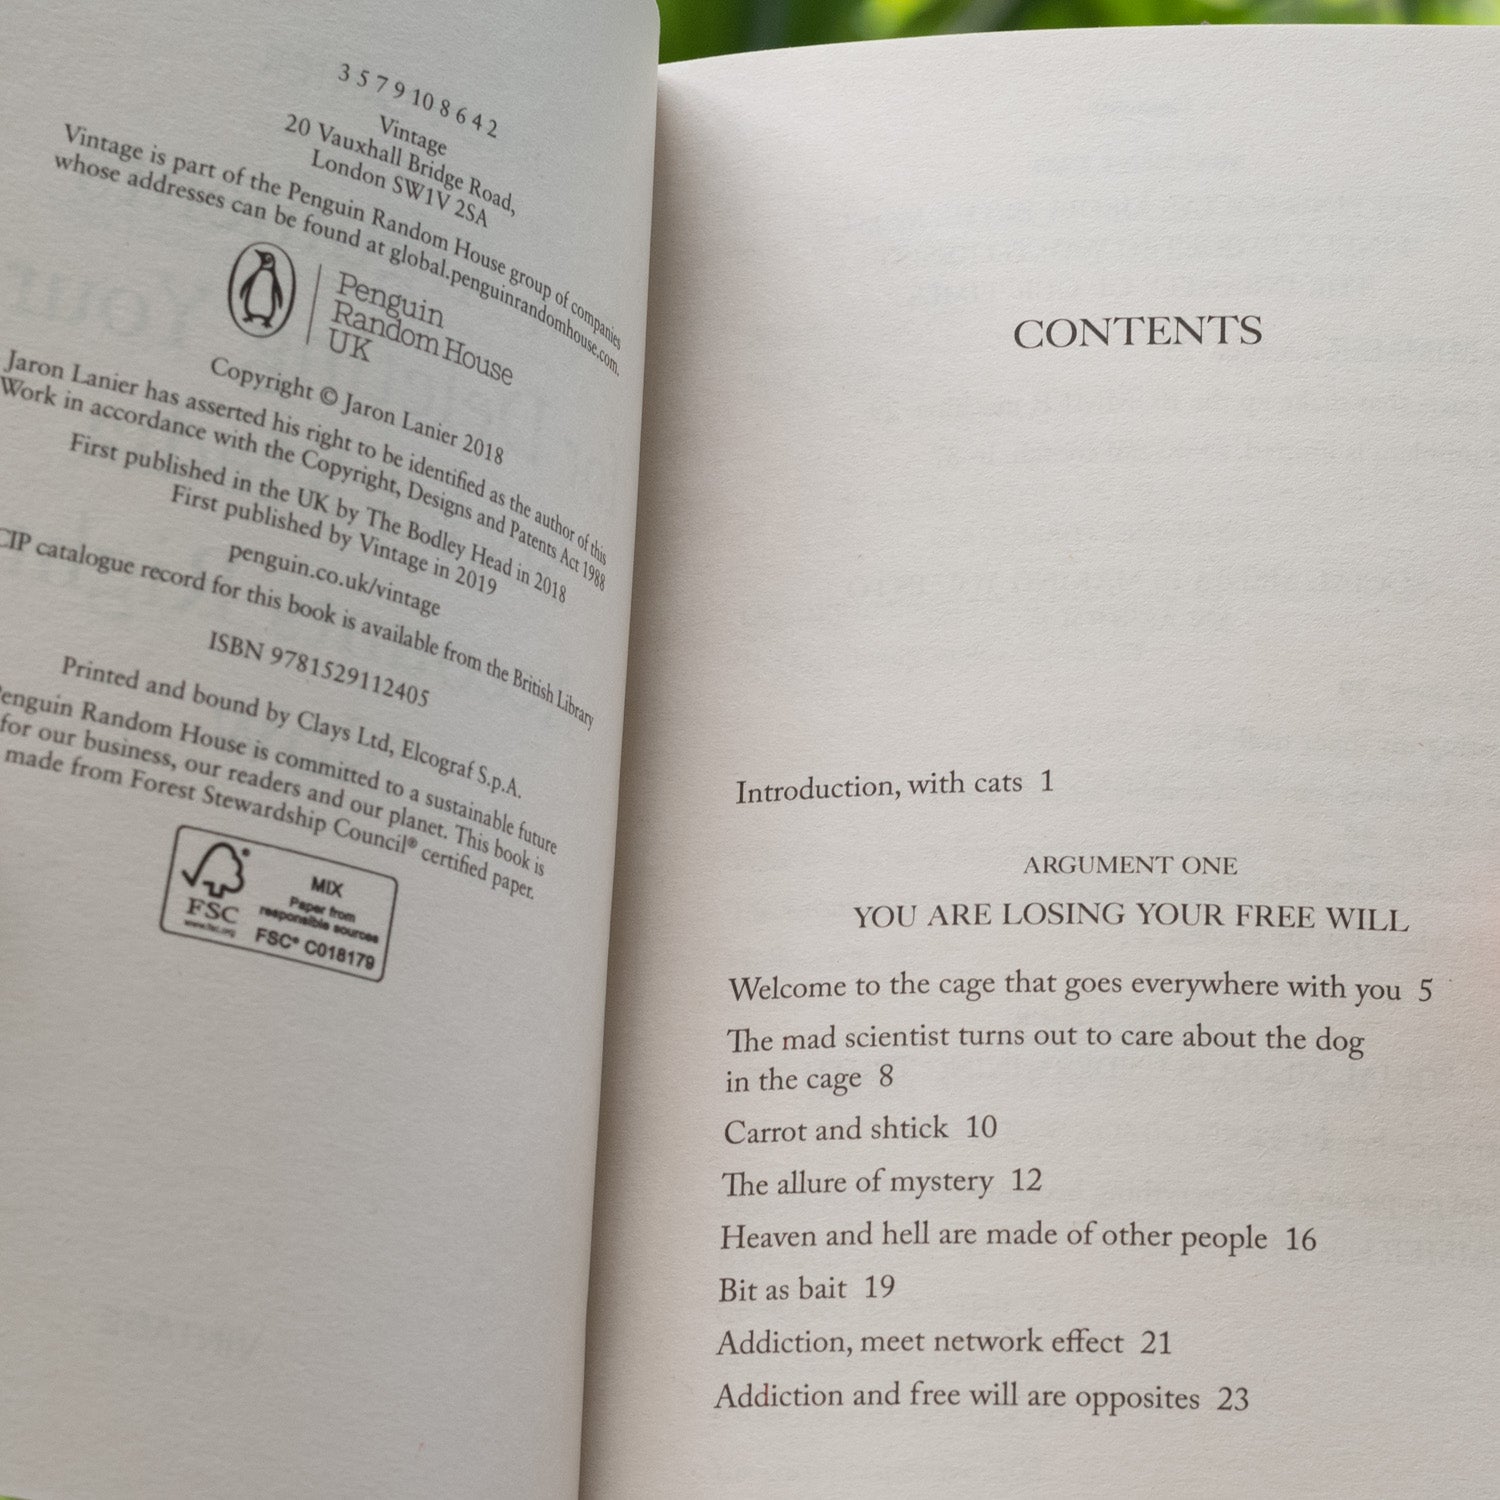 3 5 7 9 10 8 6 4 2
Vintage
20 Vauxhall Bridge Road,
London SW1V 2SA
Vintage is part of the Penguin Random House group of companies
whose addresses can be found at global.penguinrandomhouse.com.
Penguin
Random House
UK
Copyright © Jaron Lanier 2018
Jaron Lanier has asserted his right to be identified as the author of this
Work in accordance with the Copyright, Designs and Patents Act 1988
First published in the UK by The Bodley Head in 2018
First published by Vintage in 2019
penguin.co.uk/vintage
CIP catalogue record for this book is available from the British Library
ISBN 9781529112405
Printed and bound by Clays Ltd, Elcograf S.p.A.
Penguin Random House is committed to a sustainable future
for our business, our readers and our planet. This book is
made from Forest Stewardship Council® certified paper.
FSC
www.fsc.org
MIX
Paper from
responsible sources
FSC® C018179
CONTENTS
Introduction, with cats 1
ARGUMENT ONE
YOU ARE LOSING YOUR FREE WILL
Welcome to the cage that goes everywhere with you 5
The mad scientist turns out to care about the dog
in the cage 8
Carrot and shtick 10
The allure of mystery 12
Heaven and hell are made of other people 16
Bit as bait 19
Addiction, meet network effect 21
Addiction and free will are opposites 23